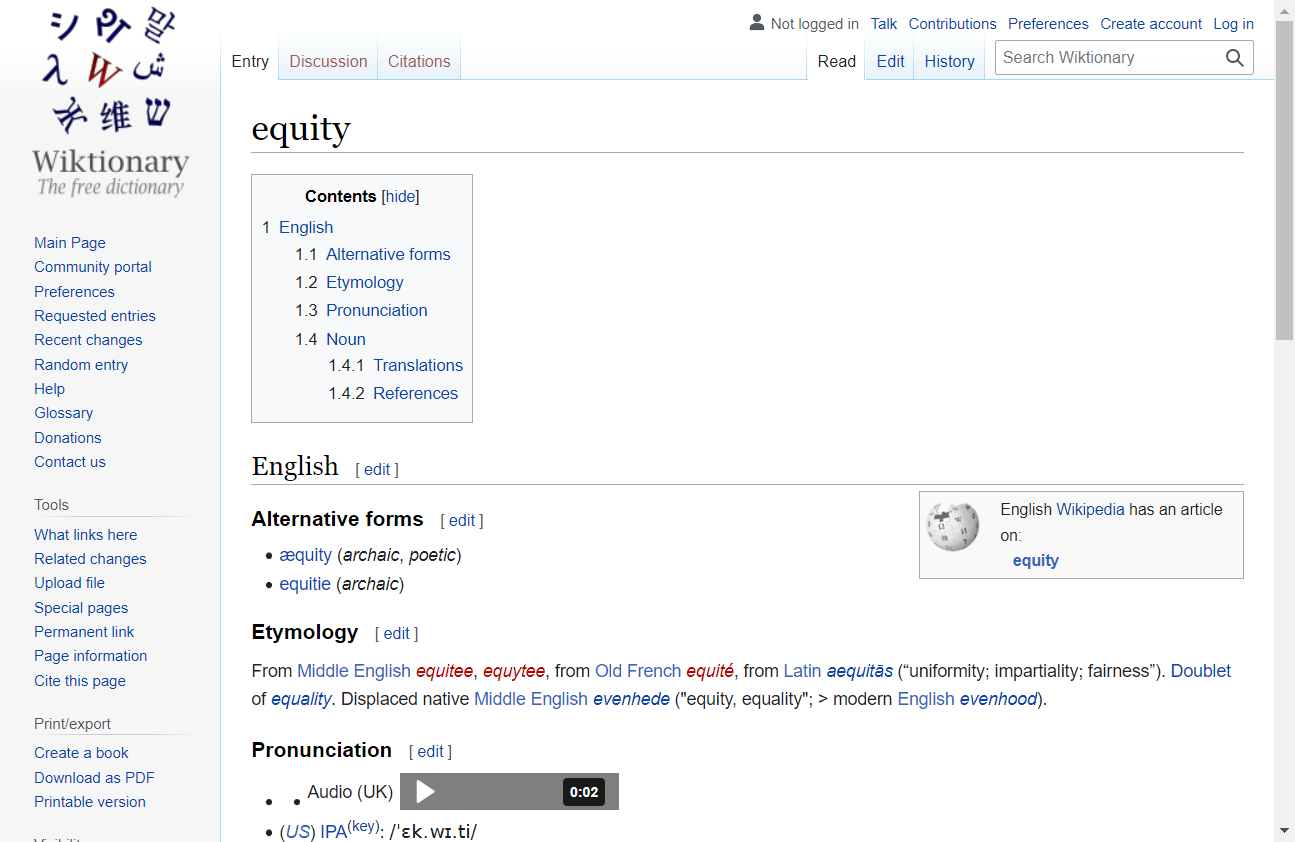 Not logged in Talk Contributions Preferences Create account Log in
Entry Discussion Citations Read Edit History Search Wiktionary
Wiktionary
The free dictionary
Main Page
Community portal
Preferences
Requested entries
Recent changes
Random entry
Help
Glossary
Donations
Contact us
Tools
What links here
Related changes
Upload file
Special pages
Permanent link
Page information
Cite this page
Print/export
Create a book
Download as PDF
Printable version
equity
Contents [hide]
1 English
1.1 Alternative forms
1.2 Etymology
1.3 Pronunciation
1.4 Noun
1.4.1 Translations
1.4.2 References
English [ edit ]
English Wikipedia has an article
on:
equity
Alternative forms [ edit ]
• æquity (archaic, poetic)
• equitie (archaic)
Etymology [ edit ]
From Middle English equitee, equytee, from Old French equité, from Latin aequitās (“uniformity; impartiality; fairness”). Doublet
of equality. Displaced native Middle English evenhede ("equity, equality"; > modern English evenhood).
Pronunciation [ edit ]
• • Audio (UK) 0:02
• (US) IPA(key): /ˈɛk.wɪ.ti/